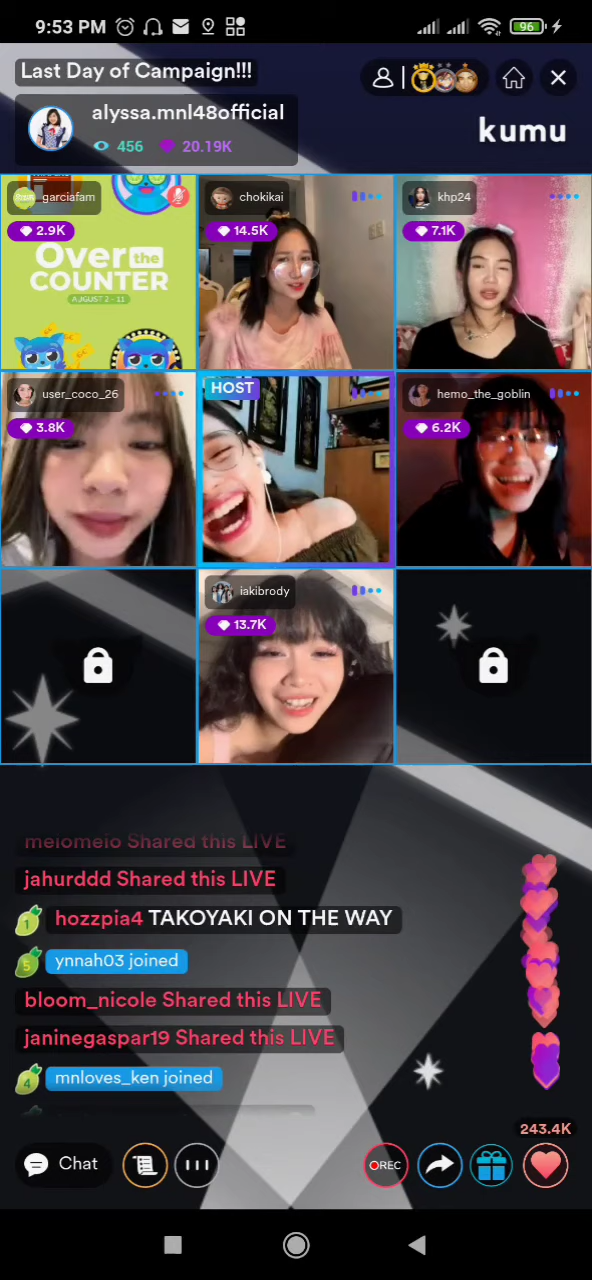 9:53 PM
96
Last Day of Campaign!!!
alyssa.mnl48official
456 20.19K
kumu
garciafam
2.9K
Over the
COUNTER
AUGUST 2 - 11
chokikai
14.5K
khp24
7.1K
user_coco_26
3.8K
HOST
hemo_the_goblin
6.2K
iakibrody
13.7K
melomelo Shared this LIVE
jahurddd Shared this LIVE
1 hozzpia4 TAKOYAKI ON THE WAY
5 ynnah03 joined
bloom_nicole Shared this LIVE
janinegaspar19 Shared this LIVE
4 mnloves_ken joined
243.4K
Chat
REC